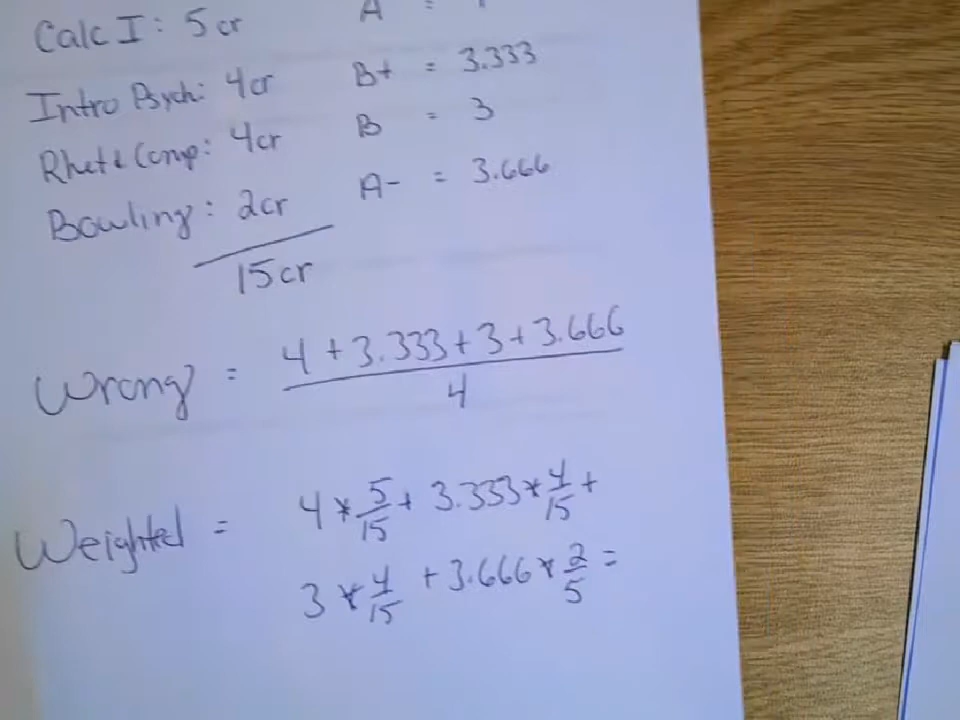 Calc I: 5cr A =
Intro Psych: 4cr B+ = 3.333
Rhet & Comp: 4cr B = 3
Bowling: 2cr A- = 3.666
15cr
Wrong = 4 + 3.333 + 3 + 3.666 / 4
Weighted = 4 * 5/15 + 3.333 * 4/15 +
3 * 4/15 + 3.666 * 2/5 =